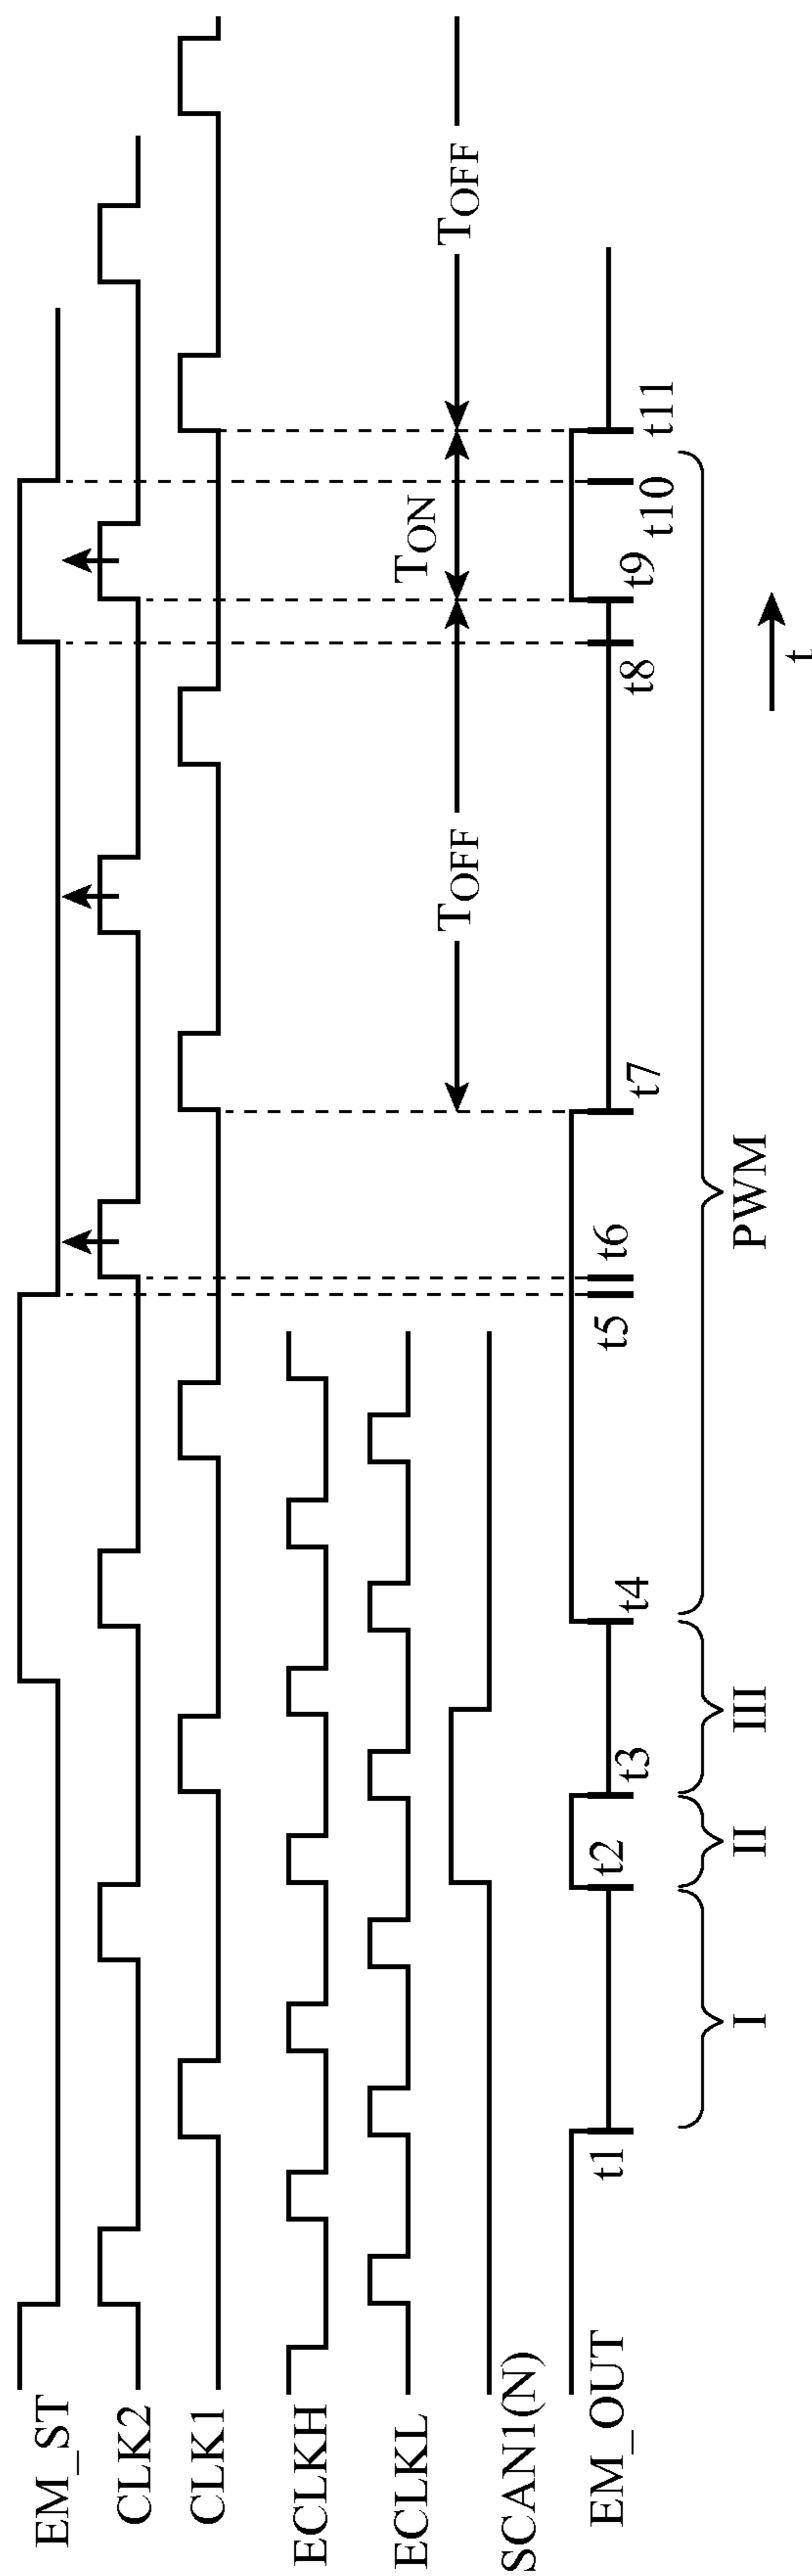 EM_ST
CLK2
CLK1
ECLKH
ECLKL
SCAN1(N)
EM_OUT
TOFF
TON
TOFF
t1
t2
t3
t4
t5
t6
t7
t8
t9
t10
t11
I
II
III
PWM
t